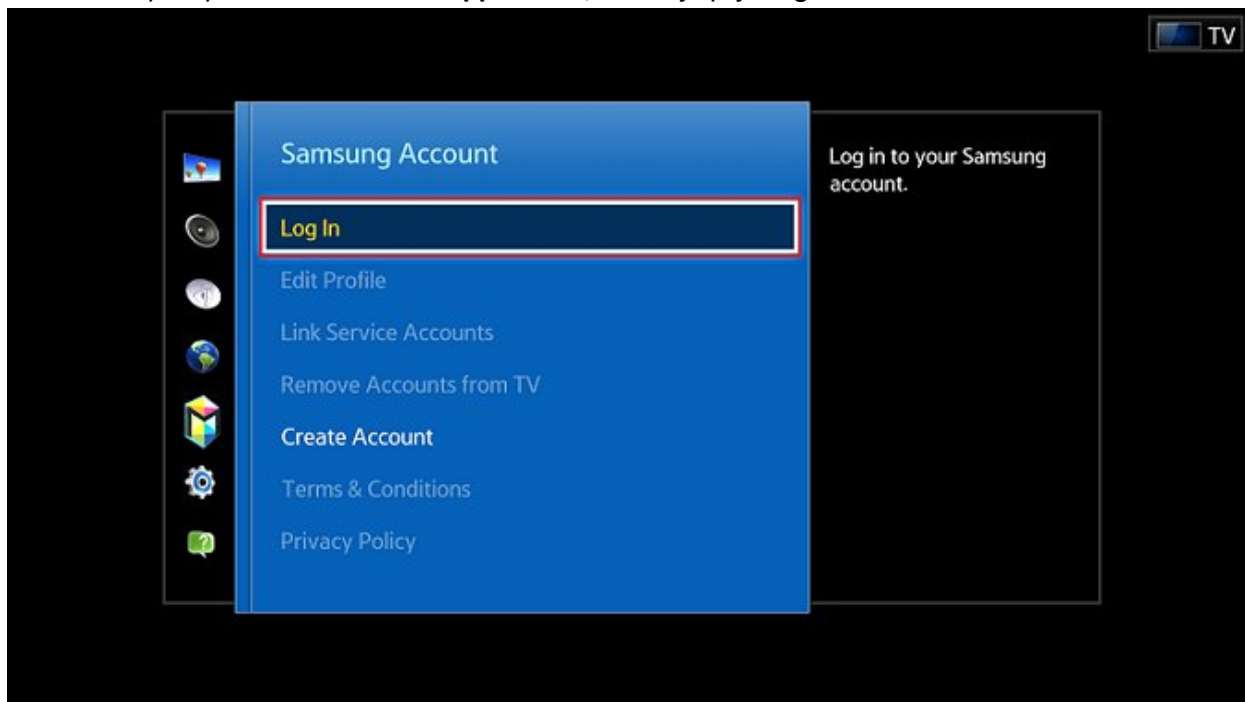 TV
Samsung Account
Log In
Edit Profile
Link Service Accounts
Remove Accounts from TV
Create Account
Terms & Conditions
Privacy Policy
Log in to your Samsung
account.